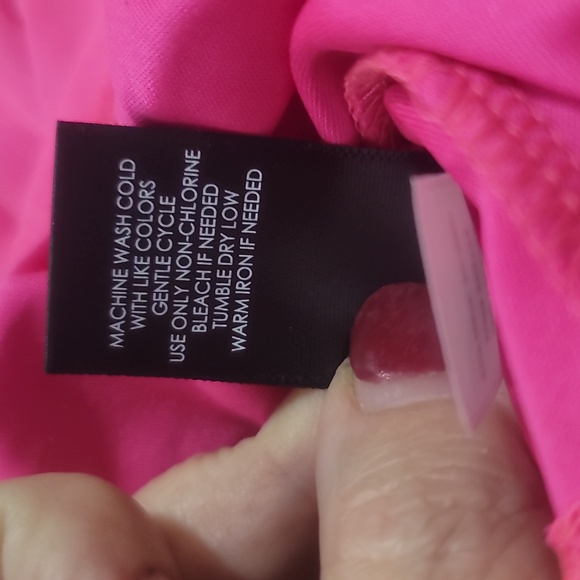 MACHINE WASH COLD
WITH LIKE COLORS
GENTLE CYCLE
USE ONLY NON-CHLORINE
BLEACH IF NEEDED
TUMBLE DRY LOW
WARM IRON IF NEEDED